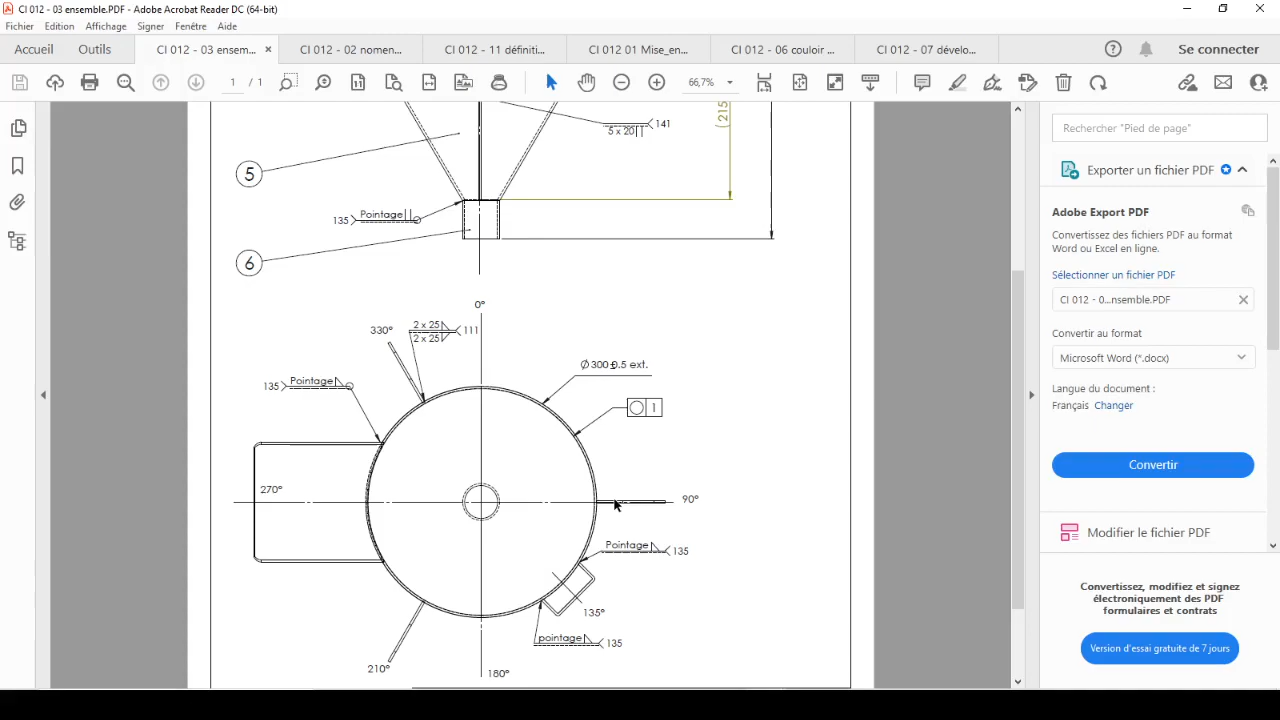 CI 012 - 03 ensemble.PDF - Adobe Acrobat Reader DC (64-bit)
Fichier Edition Affichage Signer Fenêtre Aide
Accueil Outils CI 012 - 03 ensem... × CI 012 - 02 nomen... CI 012 - 11 définiti... CI 012 01 Mise_en... CI 012 - 06 couloir ... CI 012 - 07 dévelo... Se connecter
1 / 1 66,7%
Rechercher "Pied de page"
Exporter un fichier PDF
Adobe Export PDF
Convertissez des fichiers PDF au format
Word ou Excel en ligne.
Sélectionner un fichier PDF
CI 012 - 0...nsemble.PDF
Convertir au format
Microsoft Word (*.docx)
Langue du document :
Français Changer
Convertir
Modifier le fichier PDF
Convertissez, modifiez et signez
électroniquement des PDF
formulaires et contrats
Version d'essai gratuite de 7 jours
(215
141
5 x 20
5
135 Pointage
6
0°
330°
2 x 25 111
2 x 25
Ø300±0.5 ext.
135 Pointage
1
270°
90°
Pointage 135
135°
pointage 135
210°
180°